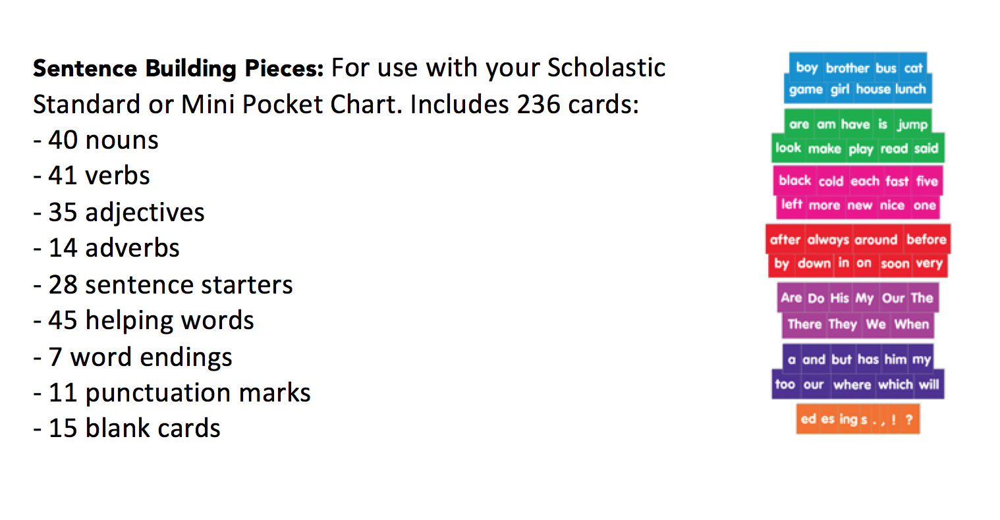 Sentence Building Pieces: For use with your Scholastic
Standard or Mini Pocket Chart. Includes 236 cards:
- 40 nouns
- 41 verbs
- 35 adjectives
- 14 adverbs
- 28 sentence starters
- 45 helping words
- 7 word endings
- 11 punctuation marks
- 15 blank cards
boy brother bus cat
game girl house lunch
are am have is jump
look make play read said
black cold each fast five
left more new nice one
after always around before
by down in on soon very
Are Do His My Our The
There They We When
a and but has him my
too our where which will
ed es ing s . , ! ?